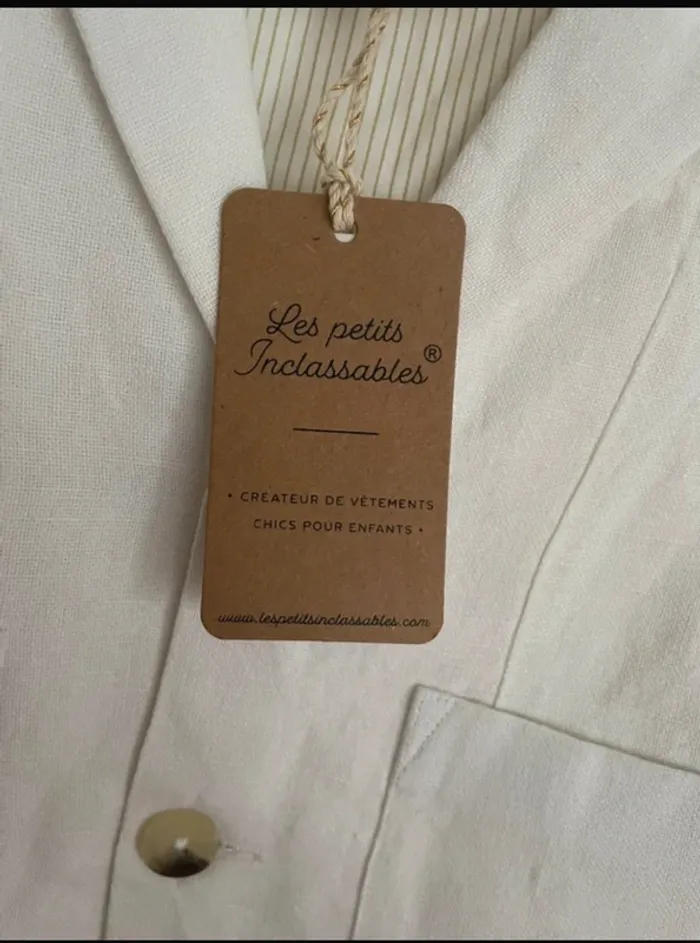 Les petits
Inclassables®
• CRÉATEUR DE VÊTEMENTS
CHICS POUR ENFANTS •
www.lespetitsinclassables.com